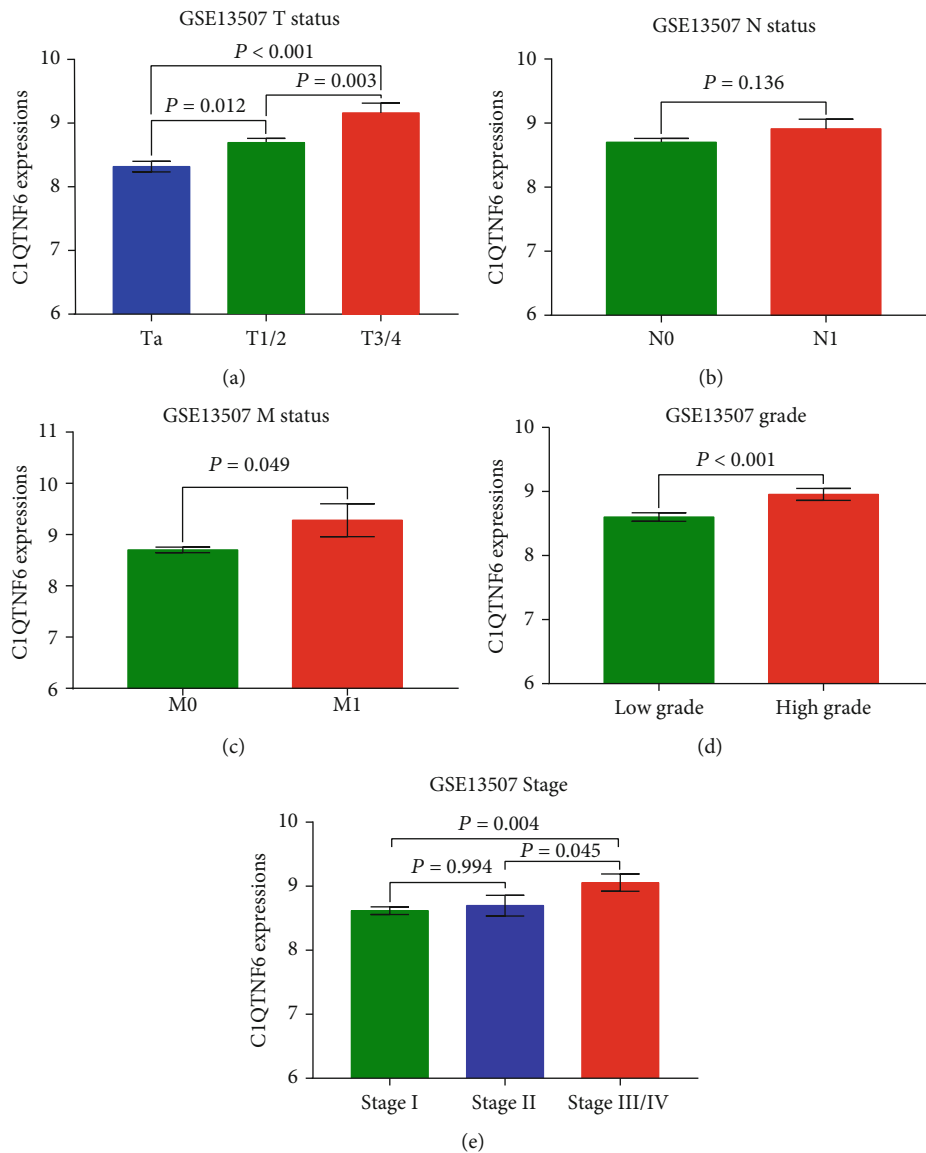 GSE13507 T status
P < 0.001
P = 0.003
P = 0.012
C1QTNF6 expressions
10
9
8
7
6
Ta
T1/2
T3/4
(a)
GSE13507 N status
P = 0.136
C1QTNF6 expressions
10
9
8
7
6
N0
N1
(b)
GSE13507 M status
P = 0.049
C1QTNF6 expressions
11
10
9
8
7
6
M0
M1
(c)
GSE13507 grade
P < 0.001
C1QTNF6 expressions
10
9
8
7
6
Low grade
High grade
(d)
GSE13507 Stage
P = 0.004
P = 0.045
P = 0.994
C1QTNF6 expressions
10
9
8
7
6
Stage I
Stage II
Stage III/IV
(e)